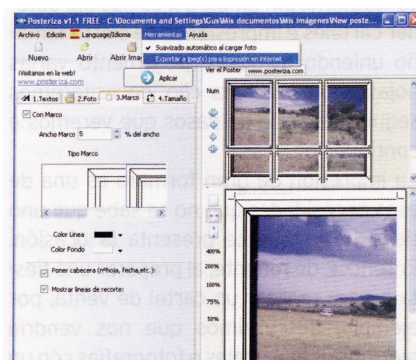 Posteriza v1.1 FREE - C:\Documents and Settings\Gus\Mis documentos\Mis imágenes\New poste...
Archivo Edición Language/Idioma Herramientas Ayuda
Suavizado automático al cargar foto
Exportar a jpeg(s) para impresión en internet
Nuevo Abrir Abrir Imag
¡Visitanos en la web!
www.posteriza.com
Aplicar
Ver el Poster www.posteriza.com
1.Textos 2.Foto 3.Marco 4.Tamaño
Num
Con Marco
Ancho Marco 5 % del ancho
Tipo Marco
Color Linea
Color Fondo
Poner cabecera (nºhoja, fecha,etc.):
Mostrar lineas de recorte:
400%
200%
100%
75%
50%